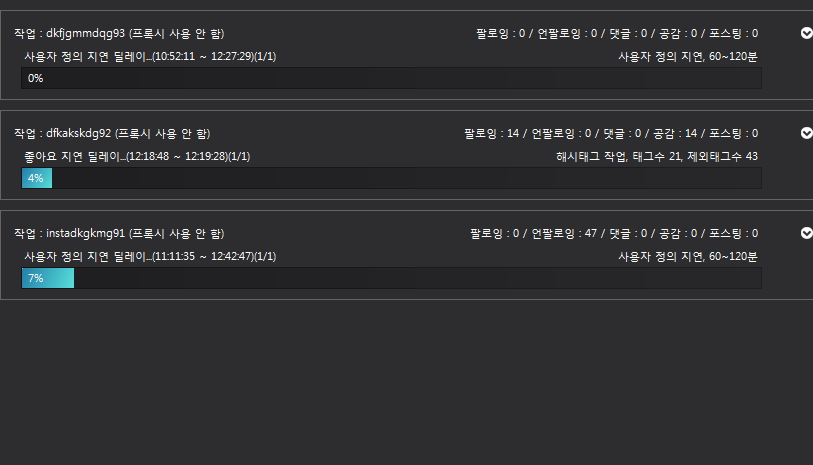 작업 : dkfjgmmdqg93 (프록시 사용 안 함) 팔로잉 : 0 / 언팔로잉 : 0 / 댓글 : 0 / 공감 : 0 / 포스팅 : 0
사용자 정의 지연 딜레이...(10:52:11 ~ 12:27:29)(1/1) 사용자 정의 지연, 60~120분
0%
작업 : dfkakskdg92 (프록시 사용 안 함) 팔로잉 : 14 / 언팔로잉 : 0 / 댓글 : 0 / 공감 : 14 / 포스팅 : 0
좋아요 지연 딜레이...(12:18:48 ~ 12:19:28)(1/1) 해시태그 작업, 태그수 21, 제외태그수 43
4%
작업 : instadkgkmg91 (프록시 사용 안 함) 팔로잉 : 0 / 언팔로잉 : 47 / 댓글 : 0 / 공감 : 0 / 포스팅 : 0
사용자 정의 지연 딜레이...(11:11:35 ~ 12:42:47)(1/1) 사용자 정의 지연, 60~120분
7%